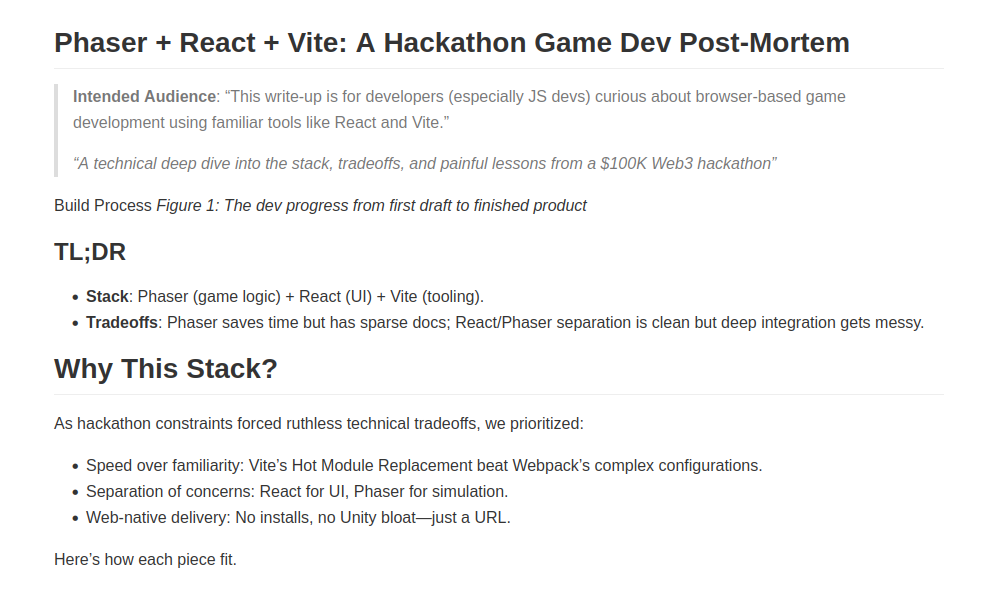 Phaser + React + Vite: A Hackathon Game Dev Post-Mortem
Intended Audience: “This write-up is for developers (especially JS devs) curious about browser-based game
development using familiar tools like React and Vite.”
“A technical deep dive into the stack, tradeoffs, and painful lessons from a $100K Web3 hackathon”
Build Process Figure 1: The dev progress from first draft to finished product
TL;DR
• Stack: Phaser (game logic) + React (UI) + Vite (tooling).
• Tradeoffs: Phaser saves time but has sparse docs; React/Phaser separation is clean but deep integration gets messy.
Why This Stack?
As hackathon constraints forced ruthless technical tradeoffs, we prioritized:
• Speed over familiarity: Vite’s Hot Module Replacement beat Webpack’s complex configurations.
• Separation of concerns: React for UI, Phaser for simulation.
• Web-native delivery: No installs, no Unity bloat—just a URL.
Here’s how each piece fit.